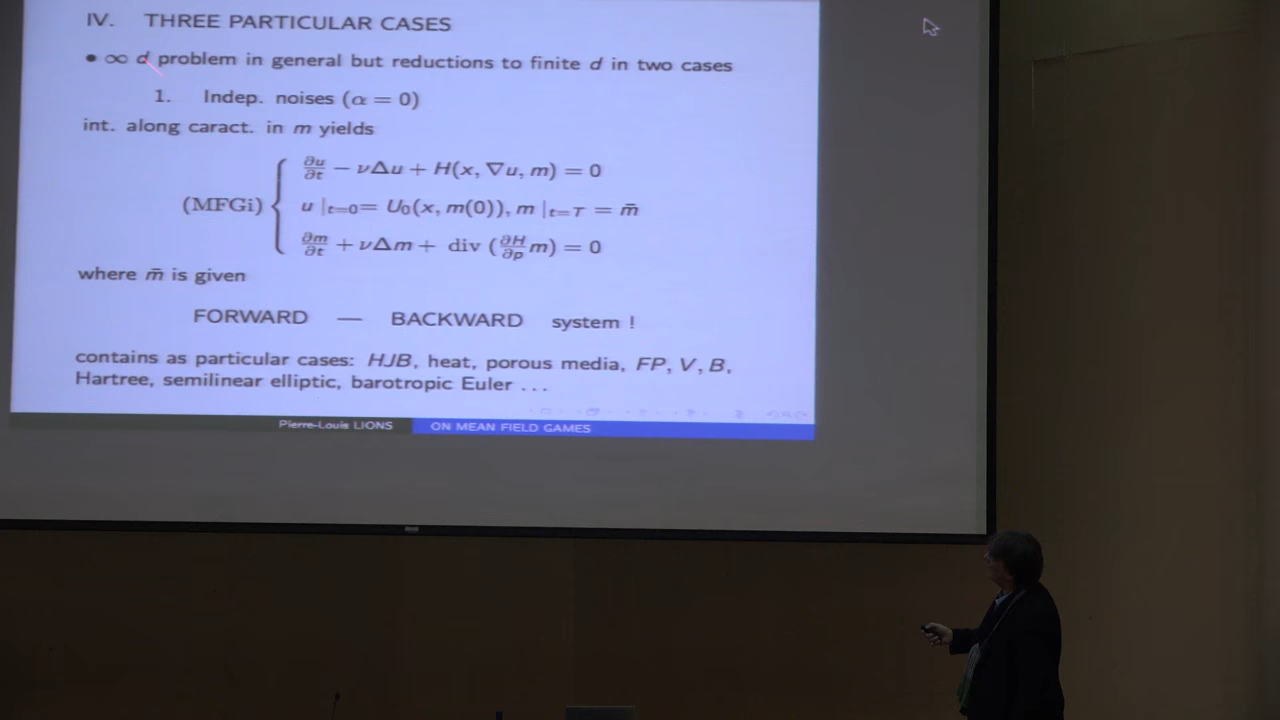 IV. THREE PARTICULAR CASES
• ∞ d problem in general but reductions to finite d in two cases
1. Indep. noises (α = 0)
int. along caract. in m yields
∂u/∂t − νΔu + H(x, ∇u, m) = 0
(MFGi) { u |t=0= U₀(x, m(0)), m |t=T = m̄
∂m/∂t + νΔm + div (∂H/∂p m) = 0
where m̄ is given
FORWARD — BACKWARD system !
contains as particular cases: HJB, heat, porous media, FP, V, B,
Hartree, semilinear elliptic, barotropic Euler ...
Pierre-Louis LIONS ON MEAN FIELD GAMES